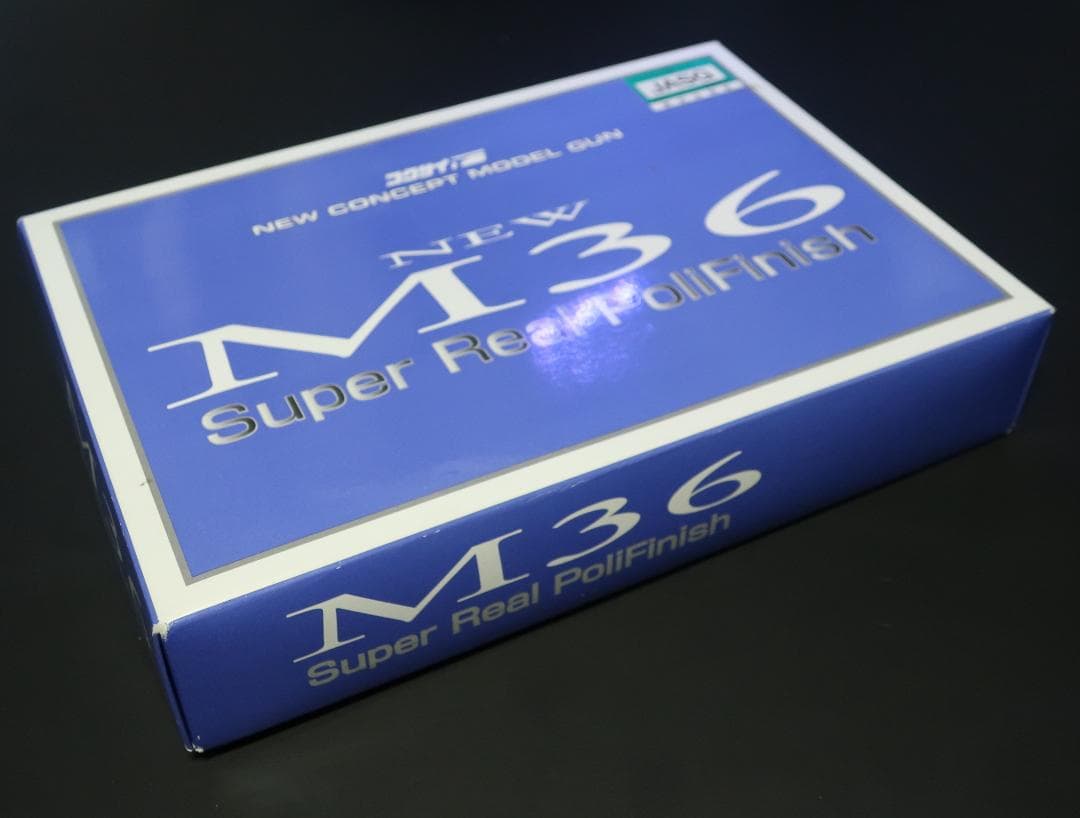 JASG
コクサイ
NEW CONCEPT MODEL GUN
NEW
M36
Super Real PoliFinish
M36
Super Real PoliFinish